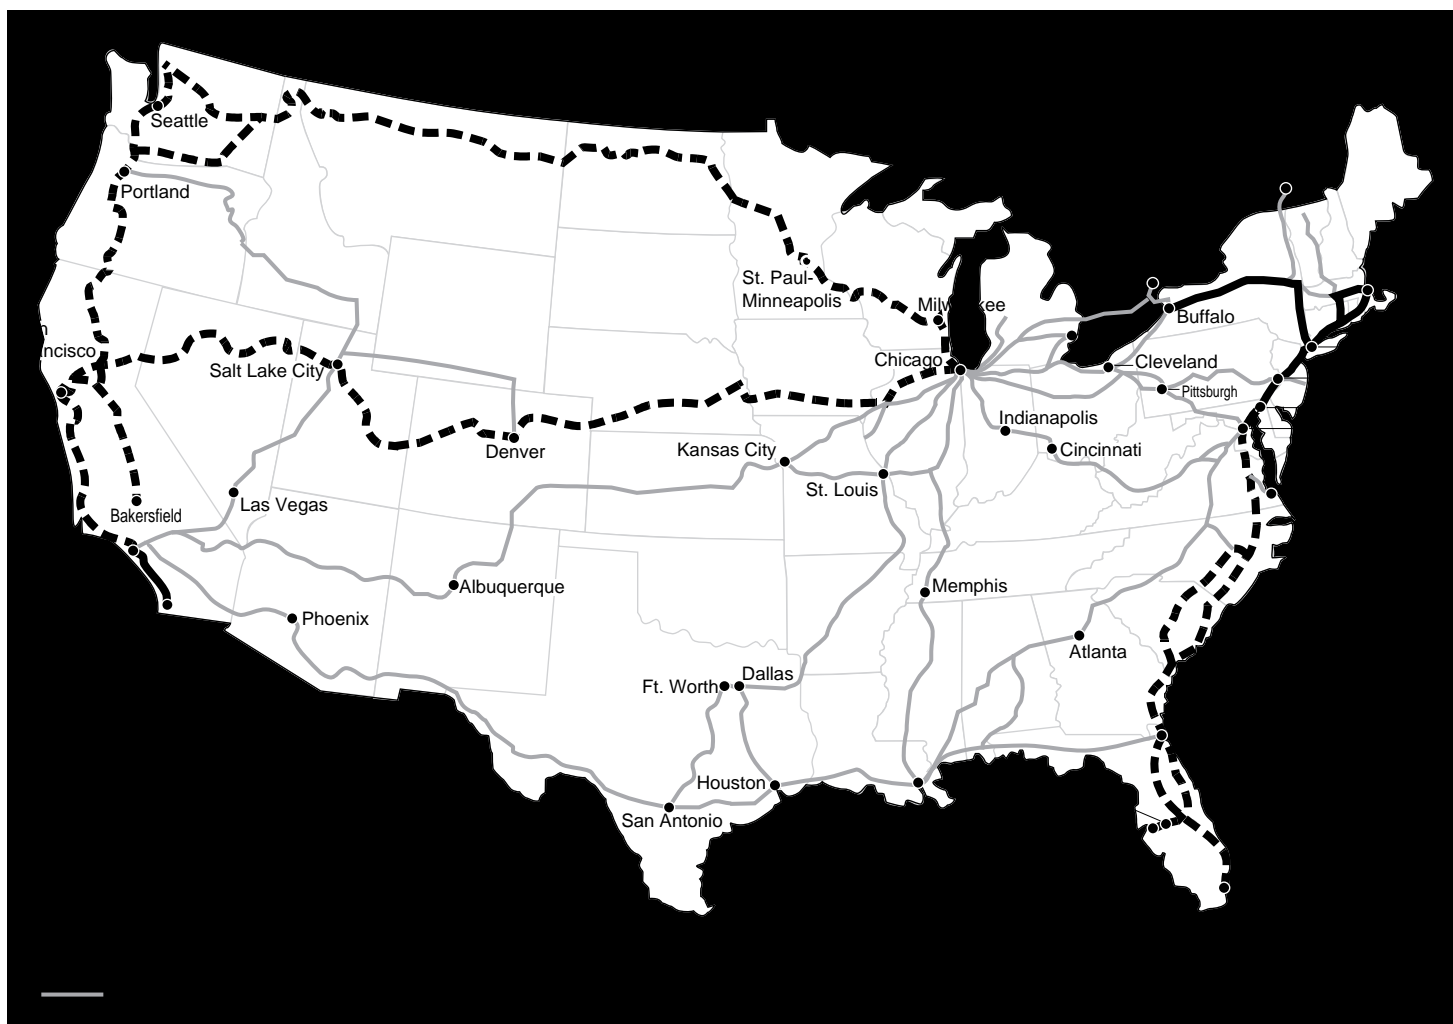 Seattle
Portland
St. Paul-
Minneapolis
Buffalo
ncisco
Chicago
Cleveland
Salt Lake City
Pittsburgh
Indianapolis
Denver
Kansas City
Cincinnati
St. Louis
Las Vegas
Bakersfield
Albuquerque
Memphis
Phoenix
Atlanta
Dallas
Ft. Worth
Houston
San Antonio